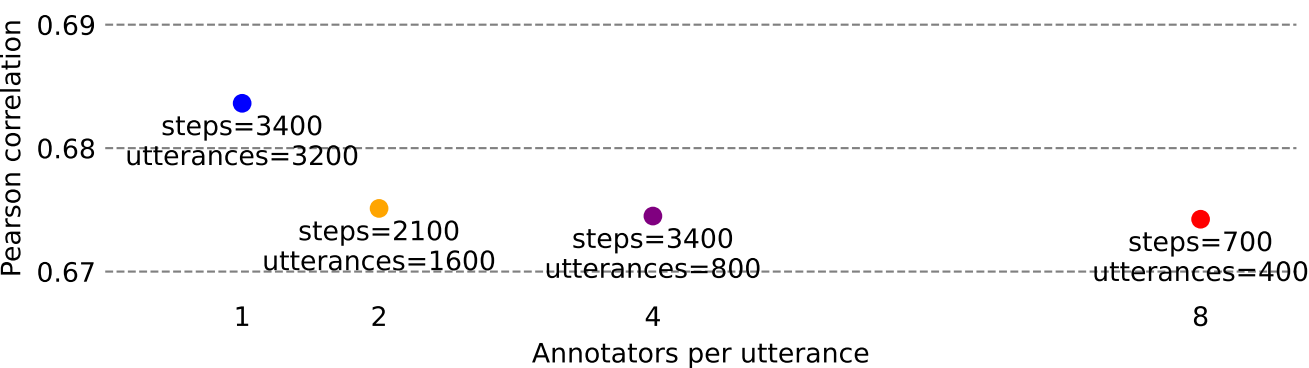 Pearson correlation
0.69
0.68
0.67
steps=3400
utterances=3200
steps=2100
utterances=1600
steps=3400
utterances=800
steps=700
utterances=400
1 2 4 8
Annotators per utterance